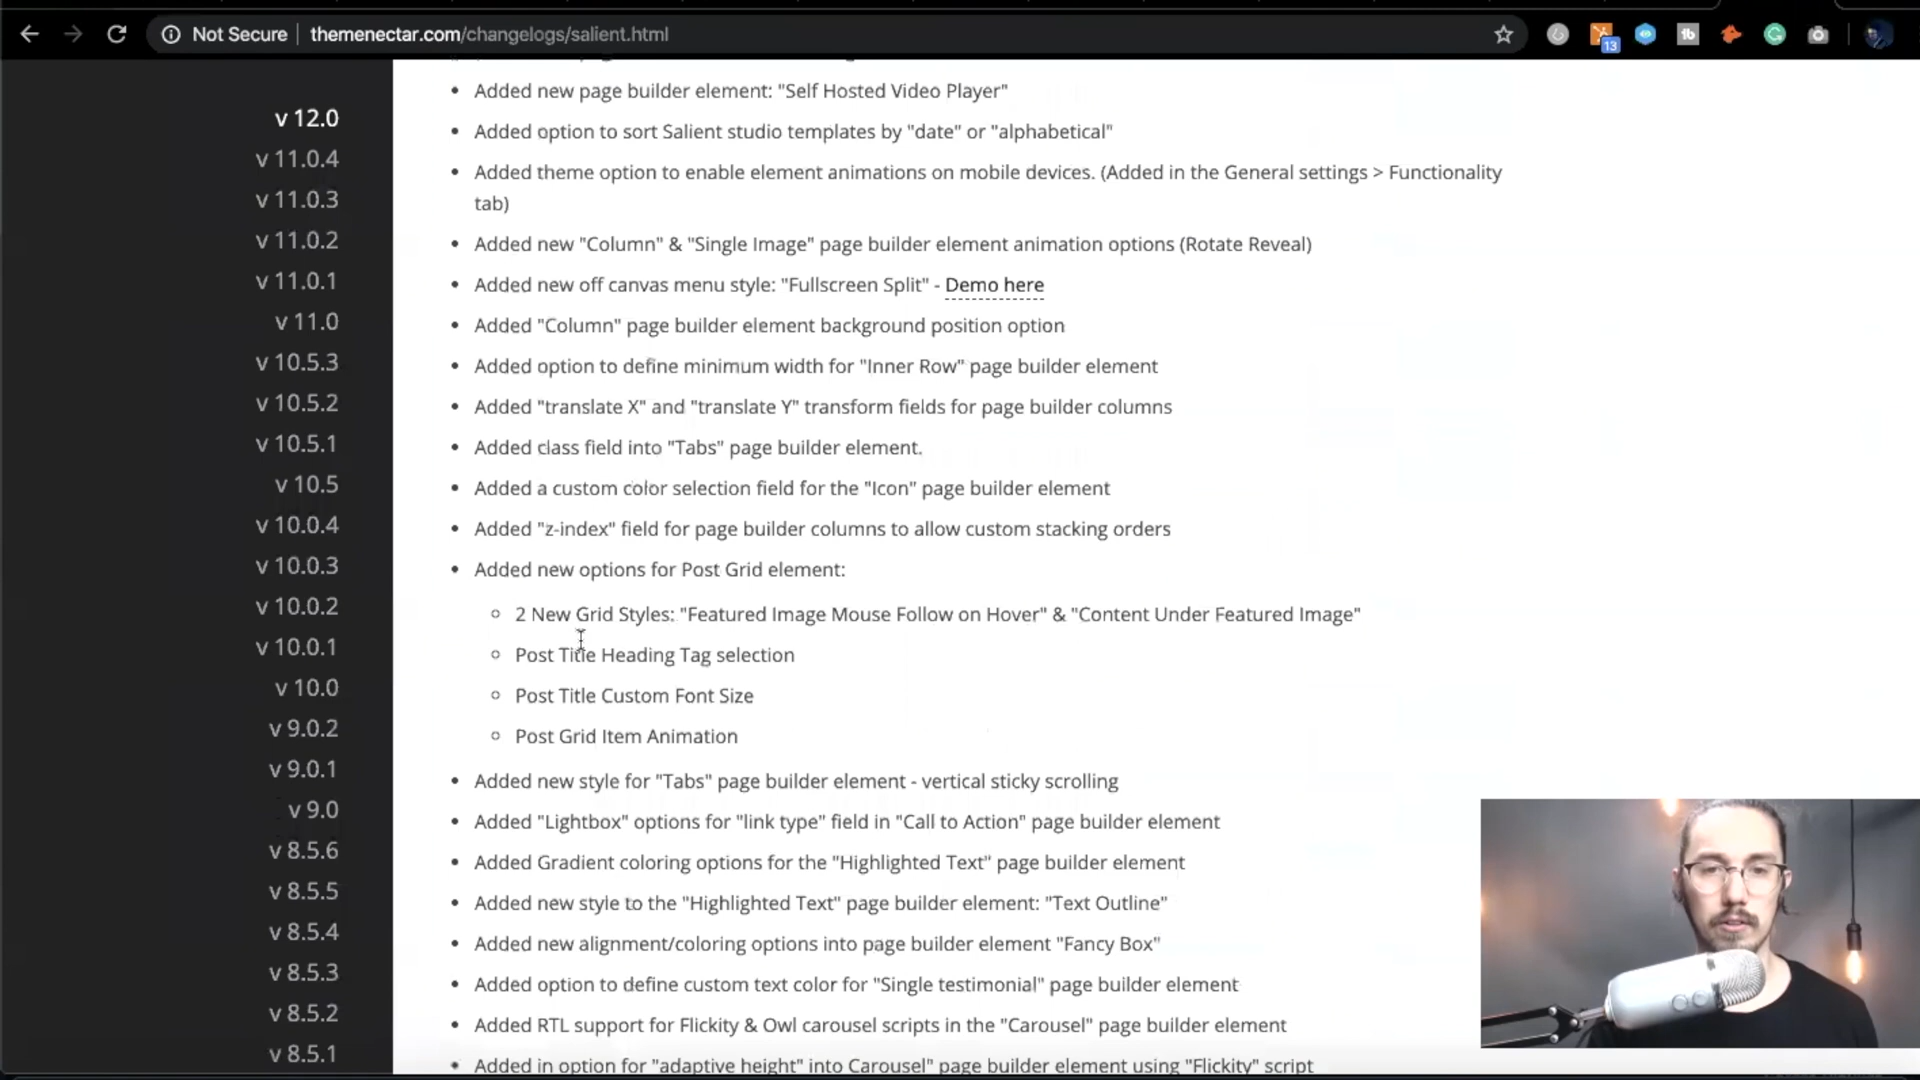 Not Secure | themenectar.com/changelogs/salient.html
13
v 12.0
v 11.0.4
v 11.0.3
v 11.0.2
v 11.0.1
v 11.0
v 10.5.3
v 10.5.2
v 10.5.1
v 10.5
v 10.0.4
v 10.0.3
v 10.0.2
v 10.0.1
v 10.0
v 9.0.2
v 9.0.1
v 9.0
v 8.5.6
v 8.5.5
v 8.5.4
v 8.5.3
v 8.5.2
v 8.5.1
• Added new page builder element: "Self Hosted Video Player"
• Added option to sort Salient studio templates by "date" or "alphabetical"
• Added theme option to enable element animations on mobile devices. (Added in the General settings > Functionality
tab)
• Added new "Column" & "Single Image" page builder element animation options (Rotate Reveal)
• Added new off canvas menu style: "Fullscreen Split" - Demo here
• Added "Column" page builder element background position option
• Added option to define minimum width for "Inner Row" page builder element
• Added "translate X" and "translate Y" transform fields for page builder columns
• Added class field into "Tabs" page builder element.
• Added a custom color selection field for the "Icon" page builder element
• Added "z-index" field for page builder columns to allow custom stacking orders
• Added new options for Post Grid element:
◦ 2 New Grid Styles: "Featured Image Mouse Follow on Hover" & "Content Under Featured Image"
◦ Post Title Heading Tag selection
◦ Post Title Custom Font Size
◦ Post Grid Item Animation
• Added new style for "Tabs" page builder element - vertical sticky scrolling
• Added "Lightbox" options for "link type" field in "Call to Action" page builder element
• Added Gradient coloring options for the "Highlighted Text" page builder element
• Added new style to the "Highlighted Text" page builder element: "Text Outline"
• Added new alignment/coloring options into page builder element "Fancy Box"
• Added option to define custom text color for "Single testimonial" page builder element
• Added RTL support for Flickity & Owl carousel scripts in the "Carousel" page builder element
• Added in option for "adaptive height" into Carousel" page builder element using "Flickity" script